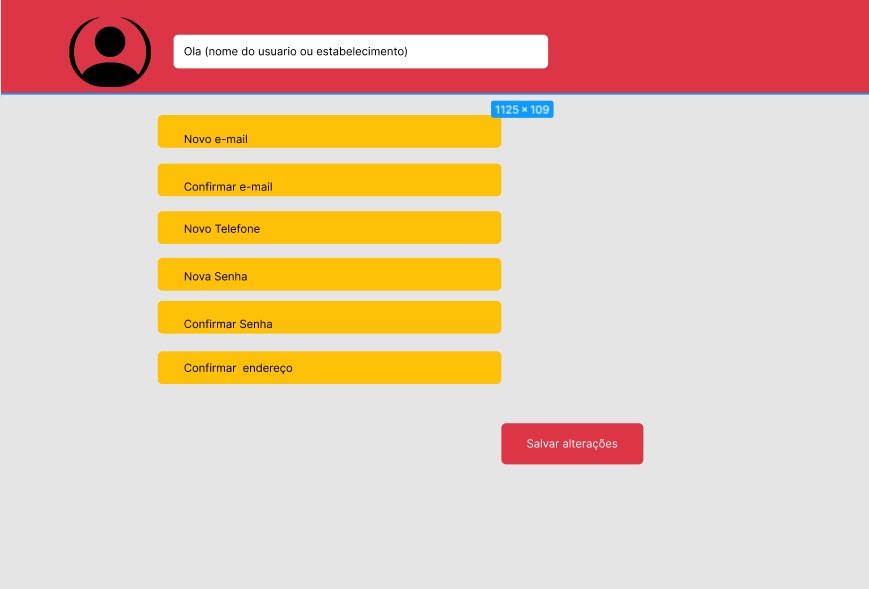 Ola (nome do usuario ou estabelecimento)
1125 × 109
Novo e-mail
Confirmar e-mail
Novo Telefone
Nova Senha
Confirmar Senha
Confirmar  endereço
Salvar alterações